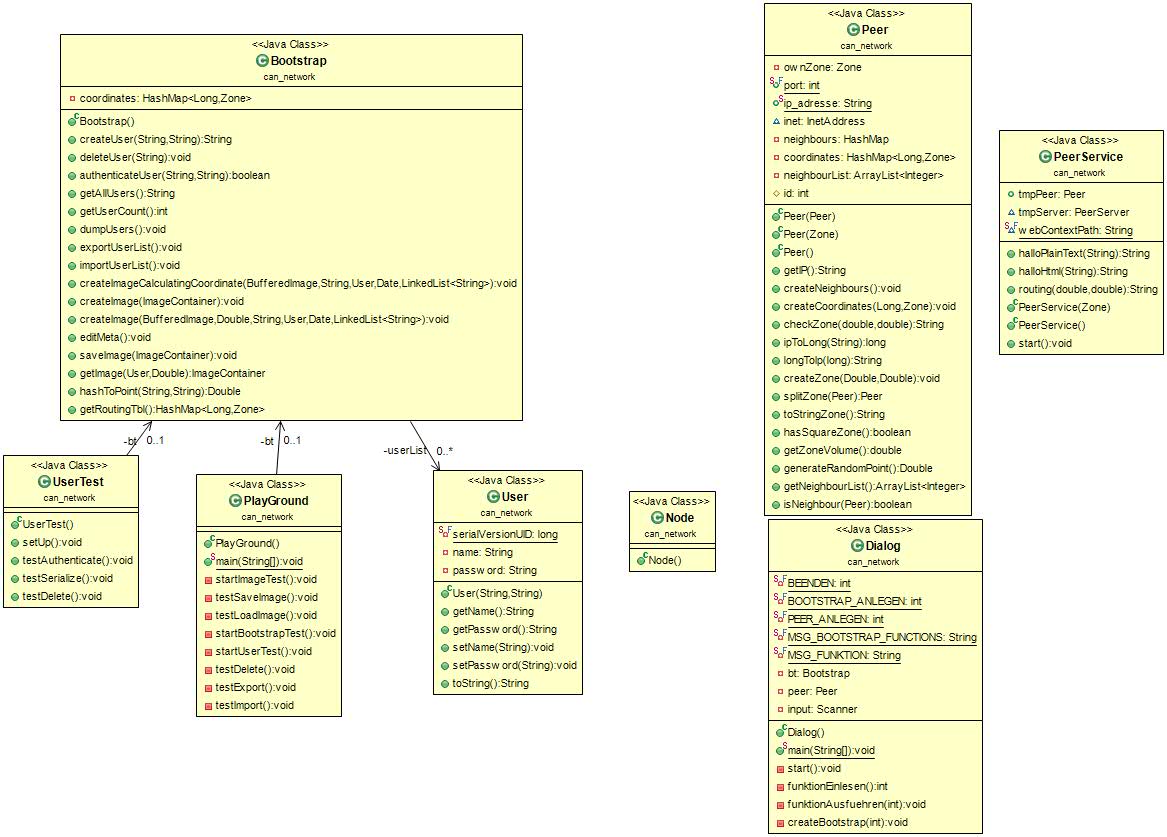 <<Java Class>>
Bootstrap
can_network
coordinates: HashMap<Long,Zone>
Bootstrap()
createUser(String,String):String
deleteUser(String):void
authenticateUser(String,String):boolean
getAllUsers():String
getUserCount():int
dumpUsers():void
exportUserList():void
importUserList():void
createImageCalculatingCoordinate(BufferedImage,String,User,Date,LinkedList<String>):void
createImage(ImageContainer):void
createImage(BufferedImage,Double,String,User,Date,LinkedList<String>):void
editMeta():void
saveImage(ImageContainer):void
getImage(User,Double):ImageContainer
hashToPoint(String,String):Double
getRoutingTbl():HashMap<Long,Zone>
-bt 0..1
-bt 0..1
-userList 0..*
<<Java Class>>
UserTest
can_network
UserTest()
setUp():void
testAuthenticate():void
testSerialize():void
testDelete():void
<<Java Class>>
PlayGround
can_network
PlayGround()
main(String[]):void
startImageTest():void
testSaveImage():void
testLoadImage():void
startBootstrapTest():void
startUserTest():void
testDelete():void
testExport():void
testImport():void
<<Java Class>>
User
can_network
serialVersionUID: long
name: String
password: String
User(String,String)
getName():String
getPassword():String
setName(String):void
setPassword(String):void
toString():String
<<Java Class>>
Node
can_network
Node()
<<Java Class>>
Peer
can_network
ownZone: Zone
port: int
ip_adresse: String
inet: InetAddress
neighbours: HashMap
coordinates: HashMap<Long,Zone>
neighbourList: ArrayList<Integer>
id: int
Peer(Peer)
Peer(Zone)
Peer()
getIP():String
createNeighbours():void
createCoordinates(Long,Zone):void
checkZone(double,double):String
ipToLong(String):long
longToIp(long):String
createZone(Double,Double):void
splitZone(Peer):Peer
toStringZone():String
hasSquareZone():boolean
getZoneVolume():double
generateRandomPoint():Double
getNeighbourList():ArrayList<Integer>
isNeighbour(Peer):boolean
<<Java Class>>
PeerService
can_network
tmpPeer: Peer
tmpServer: PeerServer
webContextPath: String
halloPlainText(String):String
halloHtml(String):String
routing(double,double):String
PeerService(Zone)
PeerService()
start():void
<<Java Class>>
Dialog
can_network
BEENDEN: int
BOOTSTRAP_ANLEGEN: int
PEER_ANLEGEN: int
MSG_BOOTSTRAP_FUNCTIONS: String
MSG_FUNKTION: String
bt: Bootstrap
peer: Peer
input: Scanner
Dialog()
main(String[]):void
start():void
funktionEinlesen():int
funktionAusfuehren(int):void
createBootstrap(int):void